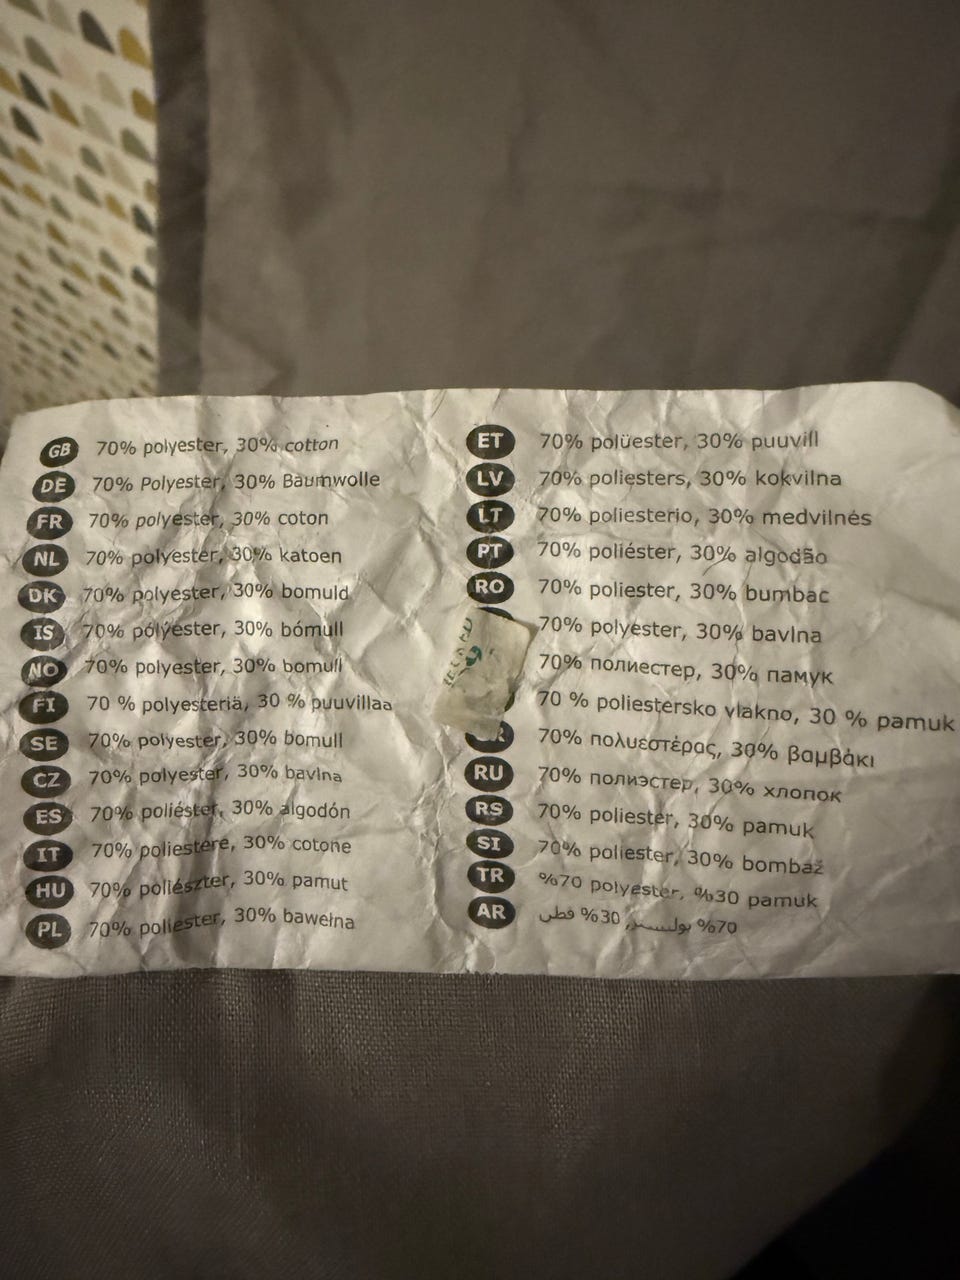 GB 70% polyester, 30% cotton
DE 70% Polyester, 30% Baumwolle
FR 70% polyester, 30% coton
NL 70% polyester, 30% katoen
DK 70% polyester, 30% bomuld
IS 70% pólýester, 30% bómull
NO 70% polyester, 30% bomull
FI 70 % polyesteriä, 30 % puuvillaa
SE 70% polyester, 30% bomull
CZ 70% polyester, 30% bavlna
ES 70% poliéster, 30% algodón
IT 70% poliestere, 30% cotone
HU 70% poliészter, 30% pamut
PL 70% poliester, 30% bawełna
ET 70% polüester, 30% puuvill
LV 70% poliesters, 30% kokvilna
LT 70% poliesterio, 30% medvilnės
PT 70% poliéster, 30% algodão
RO 70% poliester, 30% bumbac
70% polyester, 30% bavlna
70% полиестер, 30% памук
70 % poliestersko vlakno, 30 % pamuk
70% πολυεστέρας, 30% βαμβάκι
RU 70% полиэстер, 30% хлопок
RS 70% poliester, 30% pamuk
SI 70% poliester, 30% bombaž
TR %70 polyester, %30 pamuk
AR 70% بوليستر, 30% قطن